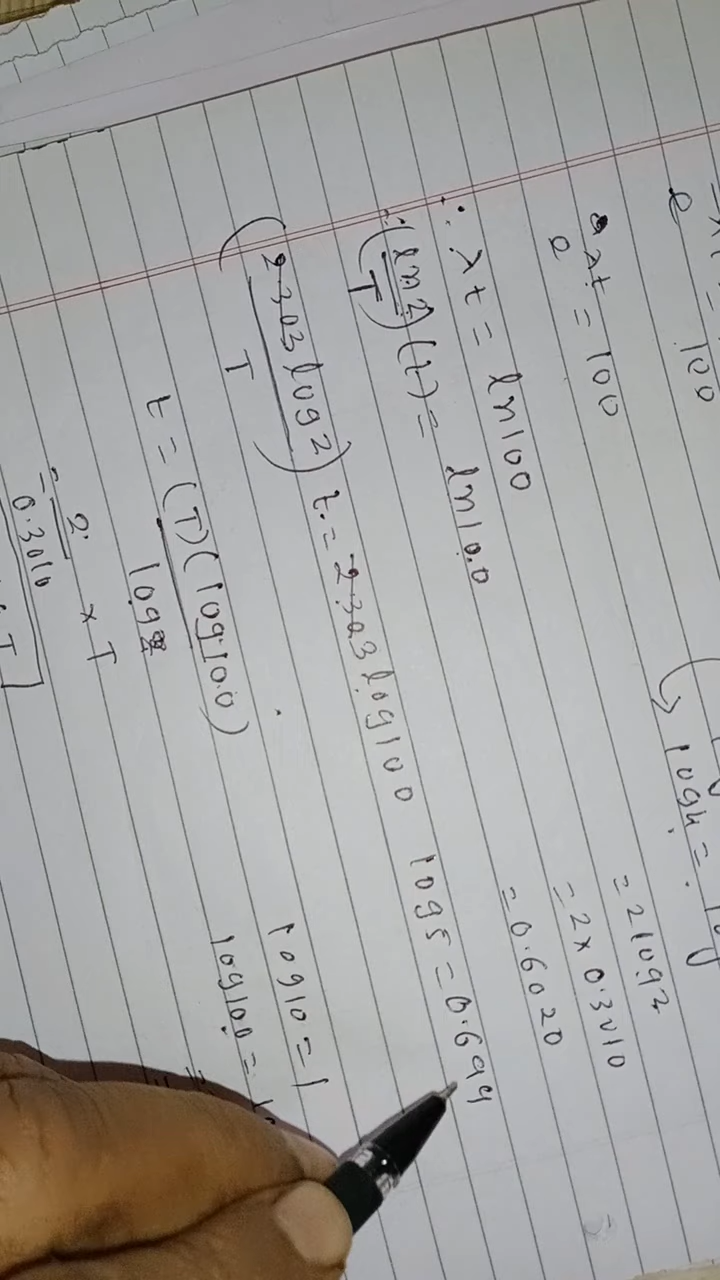 e 100
e^λt = 100
∴ λt = ln100
∴ (ln2/T) (t) = ln100
(2.303 log2 / T) t = 2.303 log100
t = (T)(log100)
log2
= 2 × T
0.3010
T
→ log4 =
= 2log2
= 2 × 0.3010
= 0.6020
log5 = 0.699
log10 = 1
log100 =